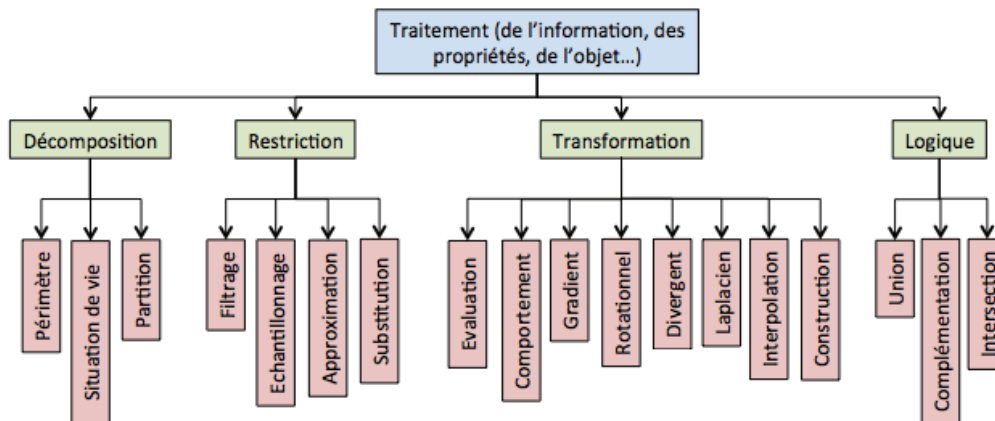 Traitement (de l'information, des
propriétés, de l'objet…)
Décomposition
Restriction
Transformation
Logique
Périmètre
Situation de vie
Partition
Filtrage
Echantillonnage
Approximation
Substitution
Evaluation
Comportement
Gradient
Rotationnel
Divergent
Laplacien
Interpolation
Construction
Union
Complémentation
Intersection